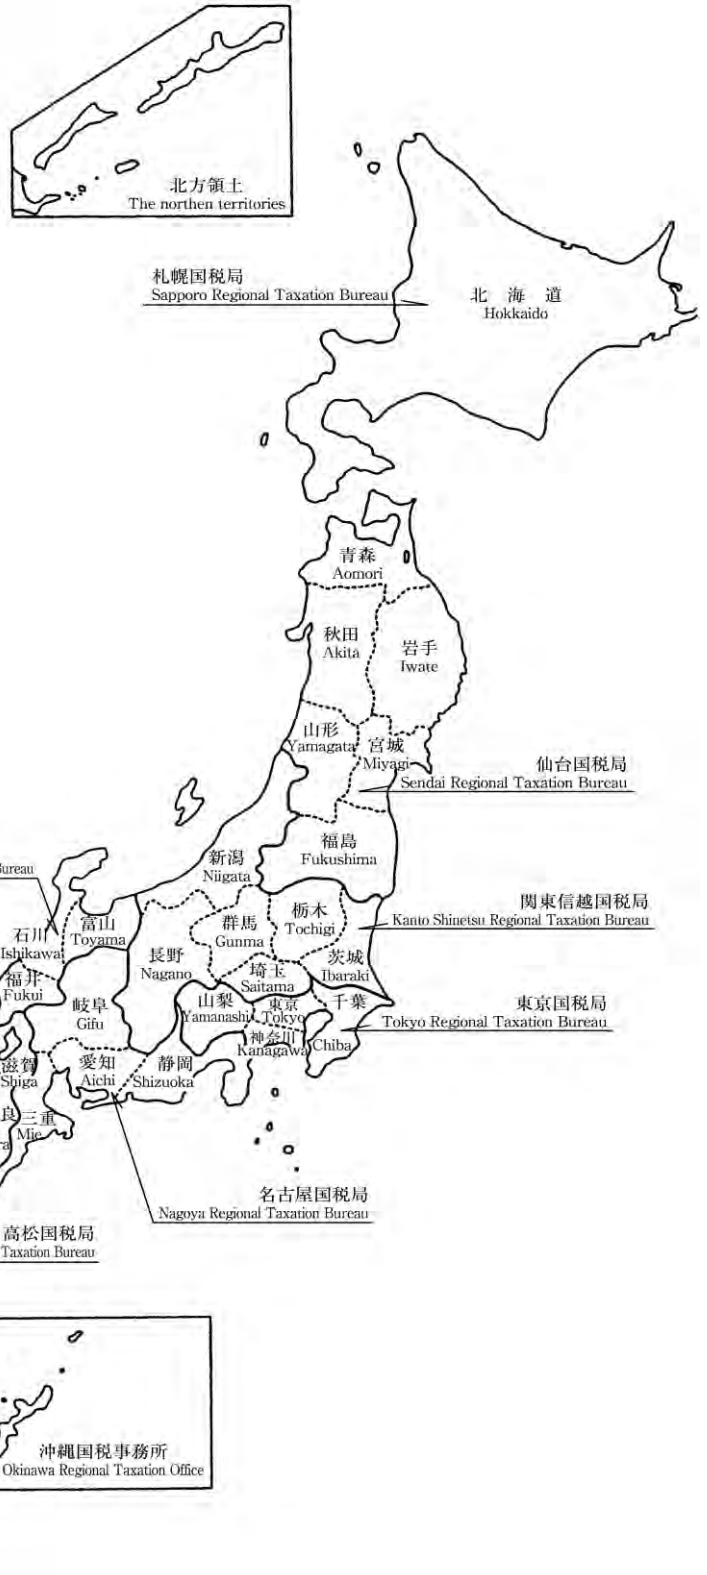 北方領土
The northen territories
札幌国税局
Sapporo Regional Taxation Bureau
北海道
Hokkaido
青森
Aomori
秋田
Akita
岩手
Iwate
山形
Yamagata
宮城
Miyagi
仙台国税局
Sendai Regional Taxation Bureau
福島
Fukushima
新潟
Niigata
Bureau
関東信越国税局
Kanto Shinetsu Regional Taxation Bureau
栃木
Tochigi
群馬
Gunma
富山
Toyama
石川
Ishikawa
長野
Nagano
茨城
Ibaraki
埼玉
Saitama
福井
Fukui
岐阜
Gifu
山梨
Yamanashi
東京
Tokyo
千葉
Chiba
東京国税局
Tokyo Regional Taxation Bureau
神奈川
Kanagawa
滋賀
Shiga
愛知
Aichi
静岡
Shizuoka
良
ra
三重
Mie
名古屋国税局
Nagoya Regional Taxation Bureau
高松国税局
Taxation Bureau
沖縄国税事務所
Okinawa Regional Taxation Office